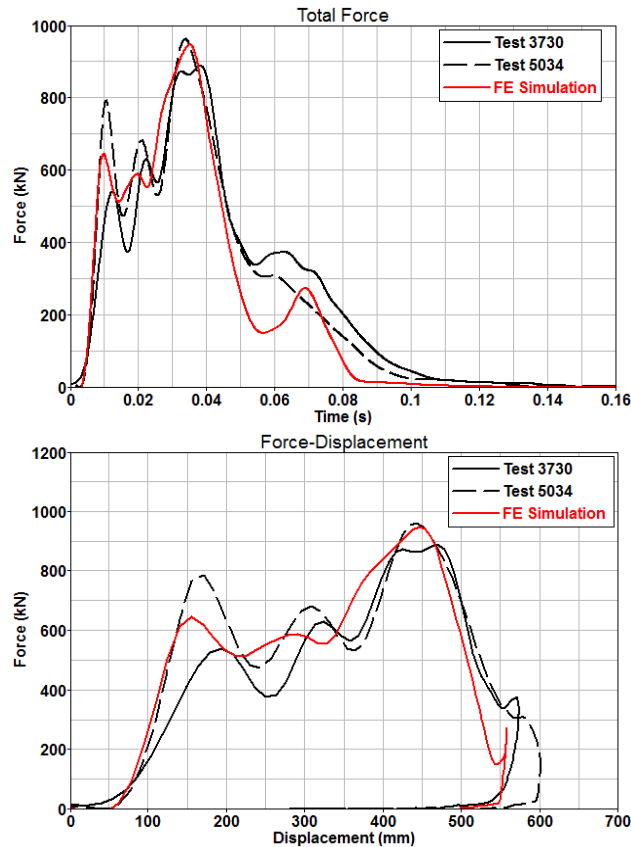 Total Force
1000
800
600
400
200
0
Force (kN)
Test 3730
Test 5034
FE Simulation
0 0.02 0.04 0.06 0.08 0.1 0.12 0.14 0.16
Time (s)
Force-Displacement
1200
1000
800
600
400
200
0
Force (kN)
Test 3730
Test 5034
FE Simulation
0 100 200 300 400 500 600 700
Displacement (mm)